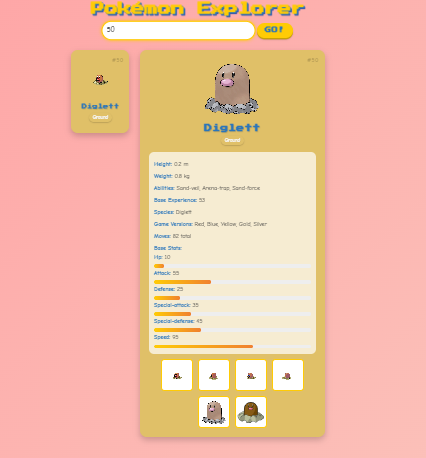 Pokémon Explorer
50
GO!
#50
Diglett
Ground
#50
Diglett
Ground
Height: 0.2 m
Weight: 0.8 kg
Abilities: Sand-veil, Arena-trap, Sand-force
Base Experience: 53
Species: Diglett
Game Versions: Red, Blue, Yellow, Gold, Silver
Moves: 82 total
Base Stats:
Hp: 10
Attack: 55
Defense: 25
Special-attack: 35
Special-defense: 45
Speed: 95